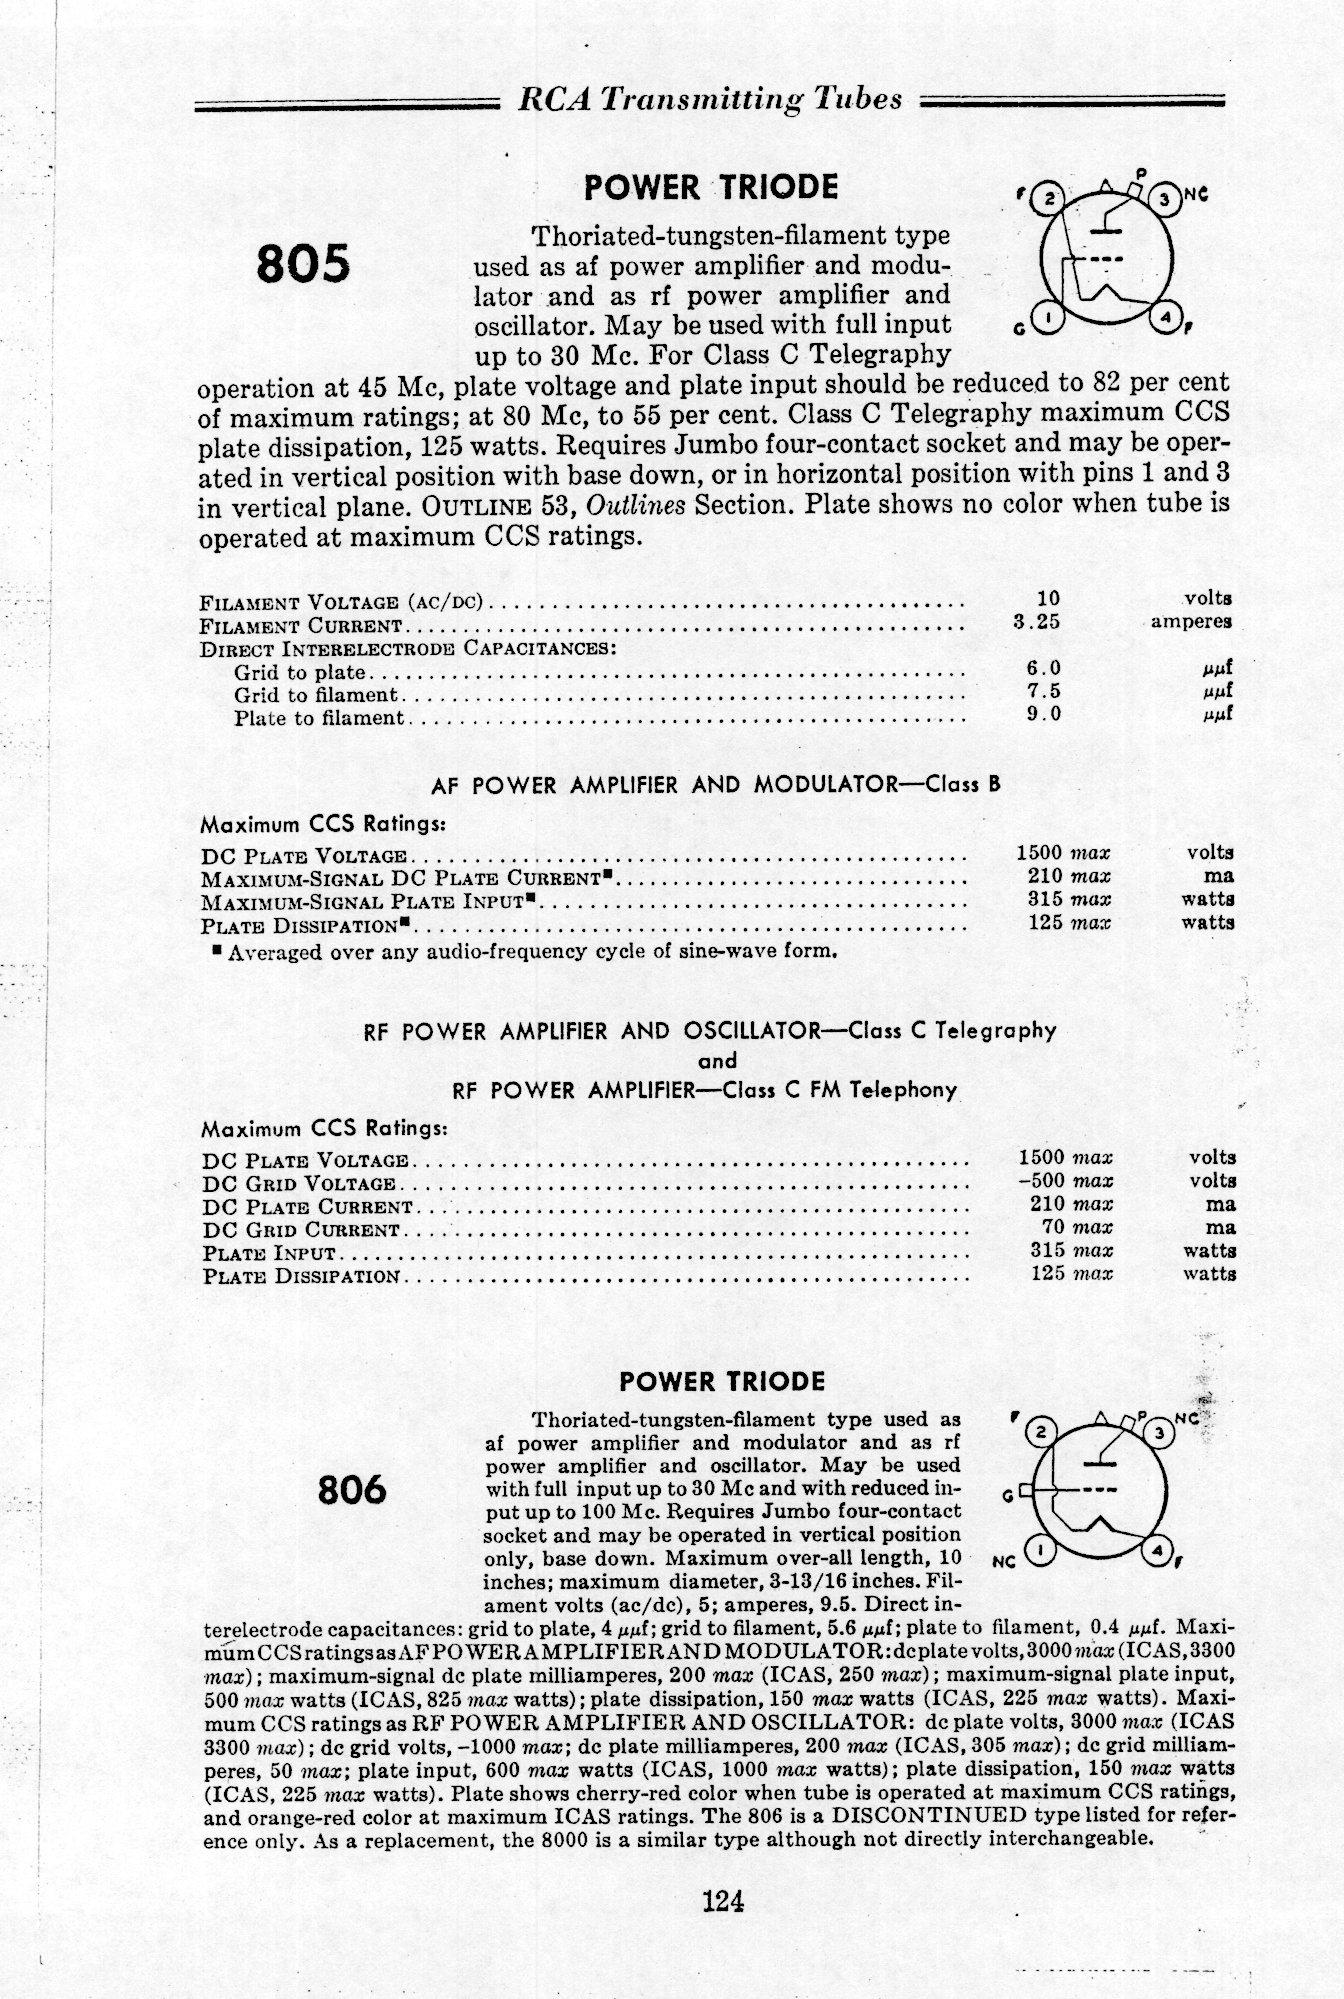 RCA Transmitting Tubes
POWER TRIODE
805
Thoriated-tungsten-filament type
used as af power amplifier and modu-
lator and as rf power amplifier and
oscillator. May be used with full input
up to 30 Mc. For Class C Telegraphy
operation at 45 Mc, plate voltage and plate input should be reduced to 82 per cent
of maximum ratings; at 80 Mc, to 55 per cent. Class C Telegraphy maximum CCS
plate dissipation, 125 watts. Requires Jumbo four-contact socket and may be oper-
ated in vertical position with base down, or in horizontal position with pins 1 and 3
in vertical plane. OUTLINE 53, Outlines Section. Plate shows no color when tube is
operated at maximum CCS ratings.
F 2 P 3 NC
G 1 4 F
FILAMENT VOLTAGE (AC/DC) 10 volts
FILAMENT CURRENT 3.25 amperes
DIRECT INTERELECTRODE CAPACITANCES:
Grid to plate 6.0 μμf
Grid to filament 7.5 μμf
Plate to filament 9.0 μμf
AF POWER AMPLIFIER AND MODULATOR—Class B
Maximum CCS Ratings:
DC PLATE VOLTAGE 1500 max volts
MAXIMUM-SIGNAL DC PLATE CURRENT■ 210 max ma
MAXIMUM-SIGNAL PLATE INPUT■ 315 max watts
PLATE DISSIPATION■ 125 max watts
■ Averaged over any audio-frequency cycle of sine-wave form.
RF POWER AMPLIFIER AND OSCILLATOR—Class C Telegraphy
and
RF POWER AMPLIFIER—Class C FM Telephony
Maximum CCS Ratings:
DC PLATE VOLTAGE 1500 max volts
DC GRID VOLTAGE −500 max volts
DC PLATE CURRENT 210 max ma
DC GRID CURRENT 70 max ma
PLATE INPUT 315 max watts
PLATE DISSIPATION 125 max watts
POWER TRIODE
806
Thoriated-tungsten-filament type used as
af power amplifier and modulator and as rf
power amplifier and oscillator. May be used
with full input up to 30 Mc and with reduced in-
put up to 100 Mc. Requires Jumbo four-contact
socket and may be operated in vertical position
only, base down. Maximum over-all length, 10
inches; maximum diameter, 3-13/16 inches. Fil-
ament volts (ac/dc), 5; amperes, 9.5. Direct in-
terelectrode capacitances: grid to plate, 4 μμf; grid to filament, 5.6 μμf; plate to filament, 0.4 μμf. Maxi-
mum CCS ratings as AF POWER AMPLIFIER AND MODULATOR: dc plate volts, 3000 max (ICAS, 3300
max); maximum-signal dc plate milliamperes, 200 max (ICAS, 250 max); maximum-signal plate input,
500 max watts (ICAS, 825 max watts); plate dissipation, 150 max watts (ICAS, 225 max watts). Maxi-
mum CCS ratings as RF POWER AMPLIFIER AND OSCILLATOR: dc plate volts, 3000 max (ICAS
3300 max); dc grid volts, −1000 max; dc plate milliamperes, 200 max (ICAS, 305 max); dc grid milliam-
peres, 50 max; plate input, 600 max watts (ICAS, 1000 max watts); plate dissipation, 150 max watts
(ICAS, 225 max watts). Plate shows cherry-red color when tube is operated at maximum CCS ratings,
and orange-red color at maximum ICAS ratings. The 806 is a DISCONTINUED type listed for refer-
ence only. As a replacement, the 8000 is a similar type although not directly interchangeable.
F 2 P 3 NC
G
NC 1 4 F
124